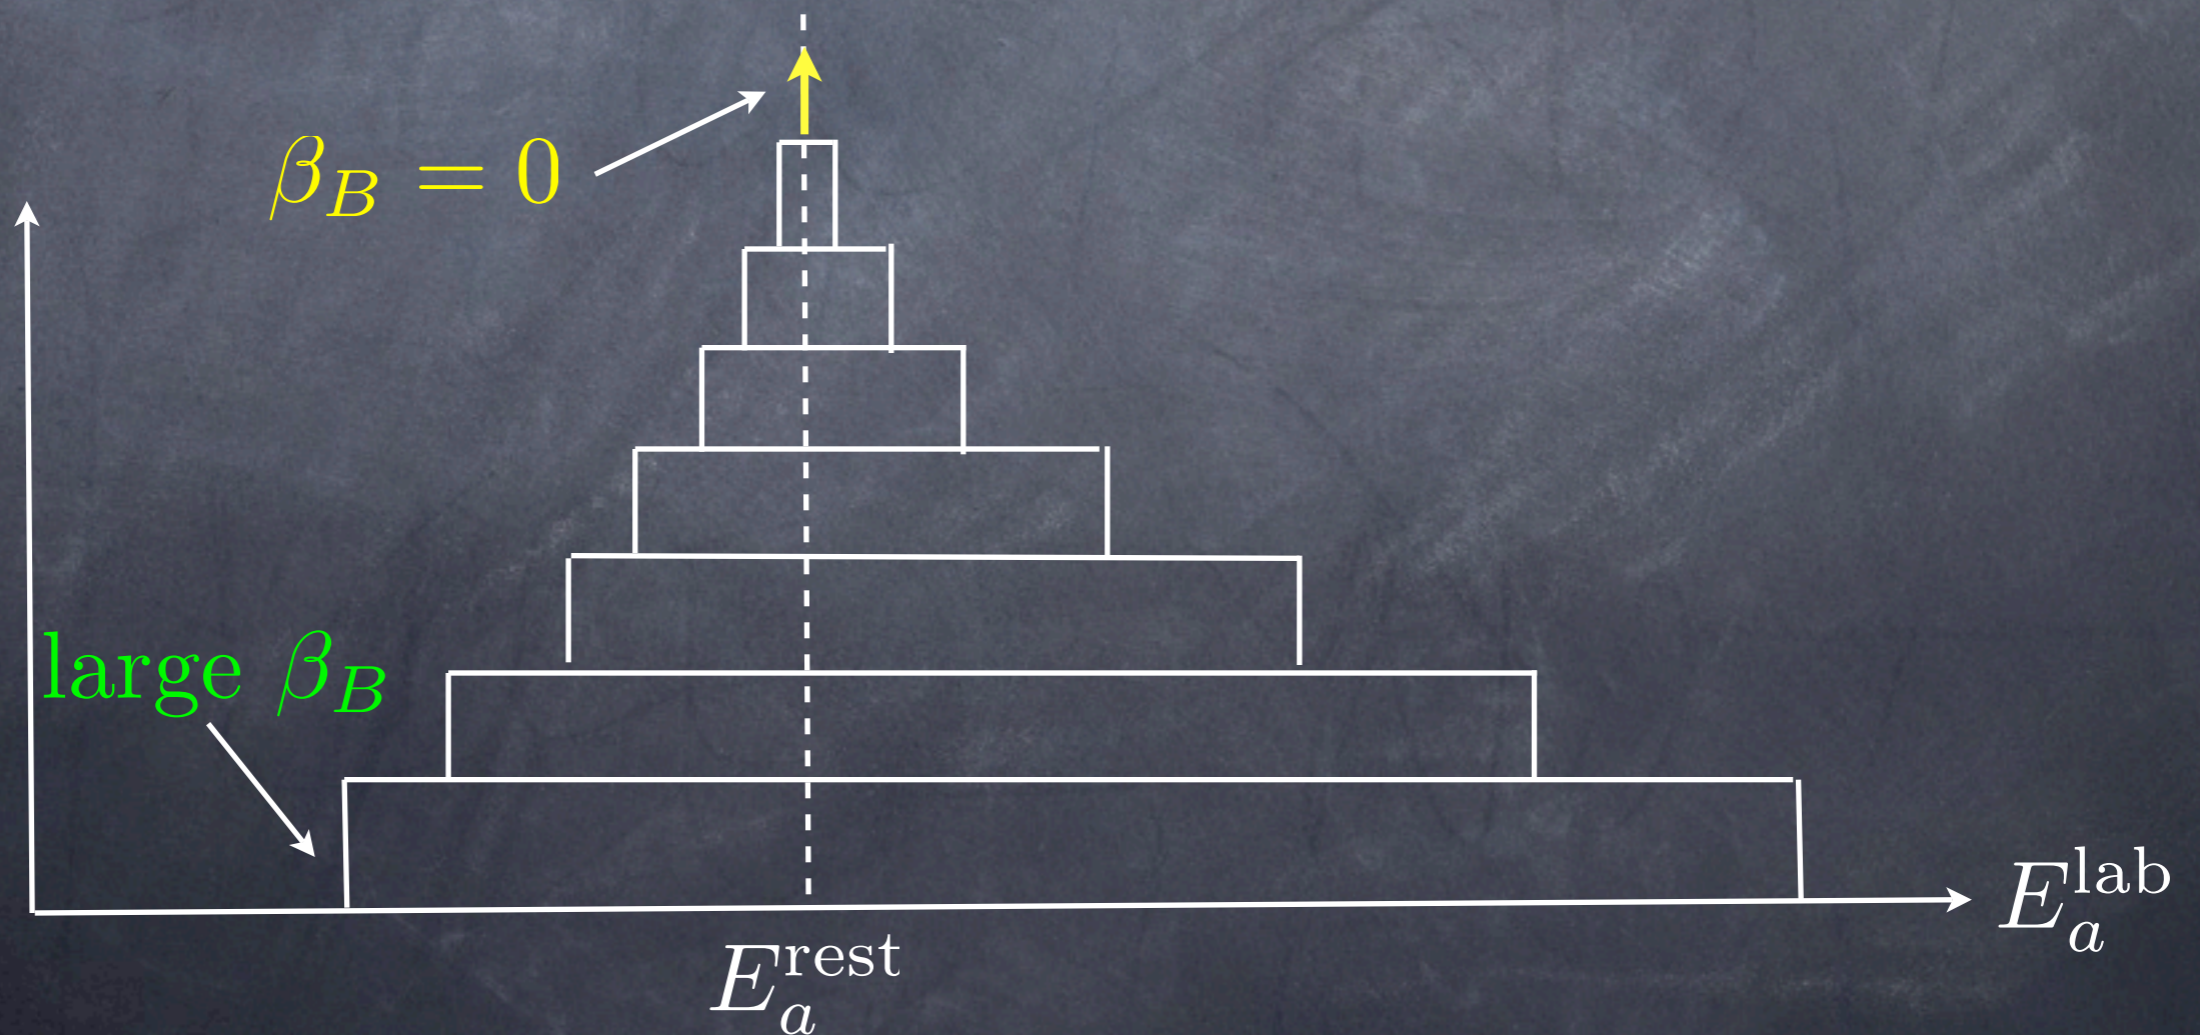 β_B = 0
large β_B
E_a^lab
E_a^rest